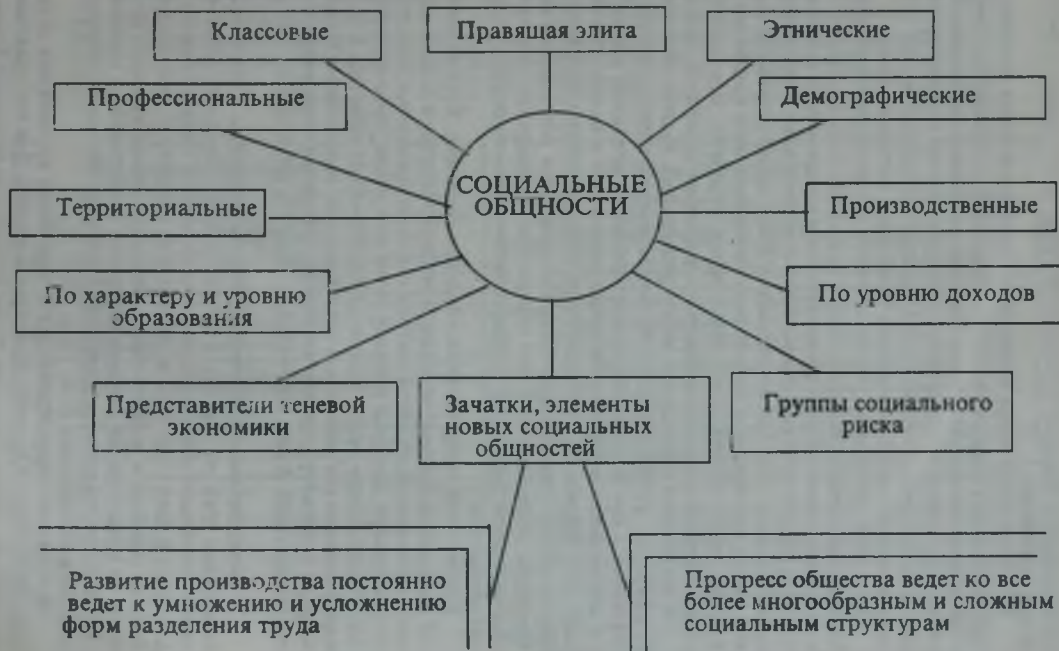 Классовые
Правящая элита
Этнические
Профессиональные
Демографические
СОЦИАЛЬНЫЕ
ОБЩНОСТИ
Территориальные
Производственные
По характеру и уровню
образования
По уровню доходов
Представители теневой
экономики
Зачатки, элементы
новых социальных
общностей
Группы социального
риска
Развитие производства постоянно
ведет к умножению и усложнению
форм разделения труда
Прогресс общества ведет ко все
более многообразным и сложным
социальным структурам